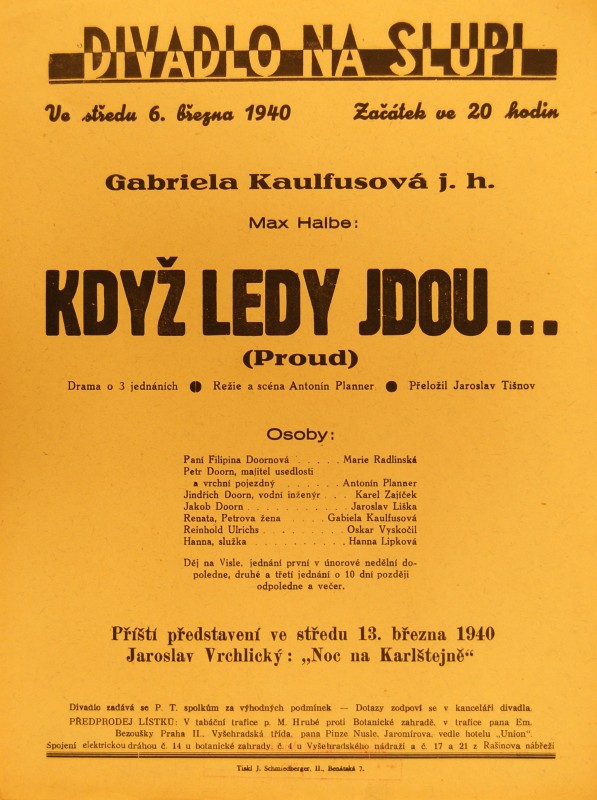 DIVADLO NA SLUPI
Ve středu 6. března 1940 Začátek ve 20 hodin
Gabriela Kaulfusová j. h.
Max Halbe:
KDYŽ LEDY JDOU...
(Proud)
Drama o 3 jednáních ● Režie a scéna Antonín Planner ● Přeložil Jaroslav Tišnov
Osoby:
Paní Filipina Doornová . . . . . Marie Radlinská
Petr Doorn, majitel usedlosti
a vrchní pojezdný . . . . . . . Antonín Planner
Jindřich Doorn, vodní inženýr . . . Karel Zajíček
Jakob Doorn . . . . . . . . . . Jaroslav Liška
Renata, Petrova žena . . . . Gabiela Kaulfusová
Reinhold Ulrichs . . . . . . . . Oskar Vyskočil
Hanna, služka . . . . . . . . . Hanna Lipková
Děj na Visle, jednání první v únorové nedělní do-
poledne, druhé a třetí jednání o 10 dní později
odpoledne a večer.
Příští představení ve středu 13. března 1940
Jaroslav Vrchlický: „Noc na Karlštejně“
Divadlo zadává se P. T. spolkům za výhodných podmínek — Dotazy zodpoví se v kanceláři divadla.
PŘEDPRODEJ LÍSTKŮ: V tabáční trafice p. M. Hrubé proti Botanické zahradě, v trafice pana Em.
Bezoušky Praha II., Vyšehradská třída, pana Pinze Nusle, Jaromírova, vedle hotelu „Union“.
Spojení elektrickou dráhou č. 14 u botanické zahrady, č. 4 u Vyšehradského nádraží a č. 17 a 21 z Rašínova nábřeží
Tiskl J. Schmiedberger, II., Benátská 7.